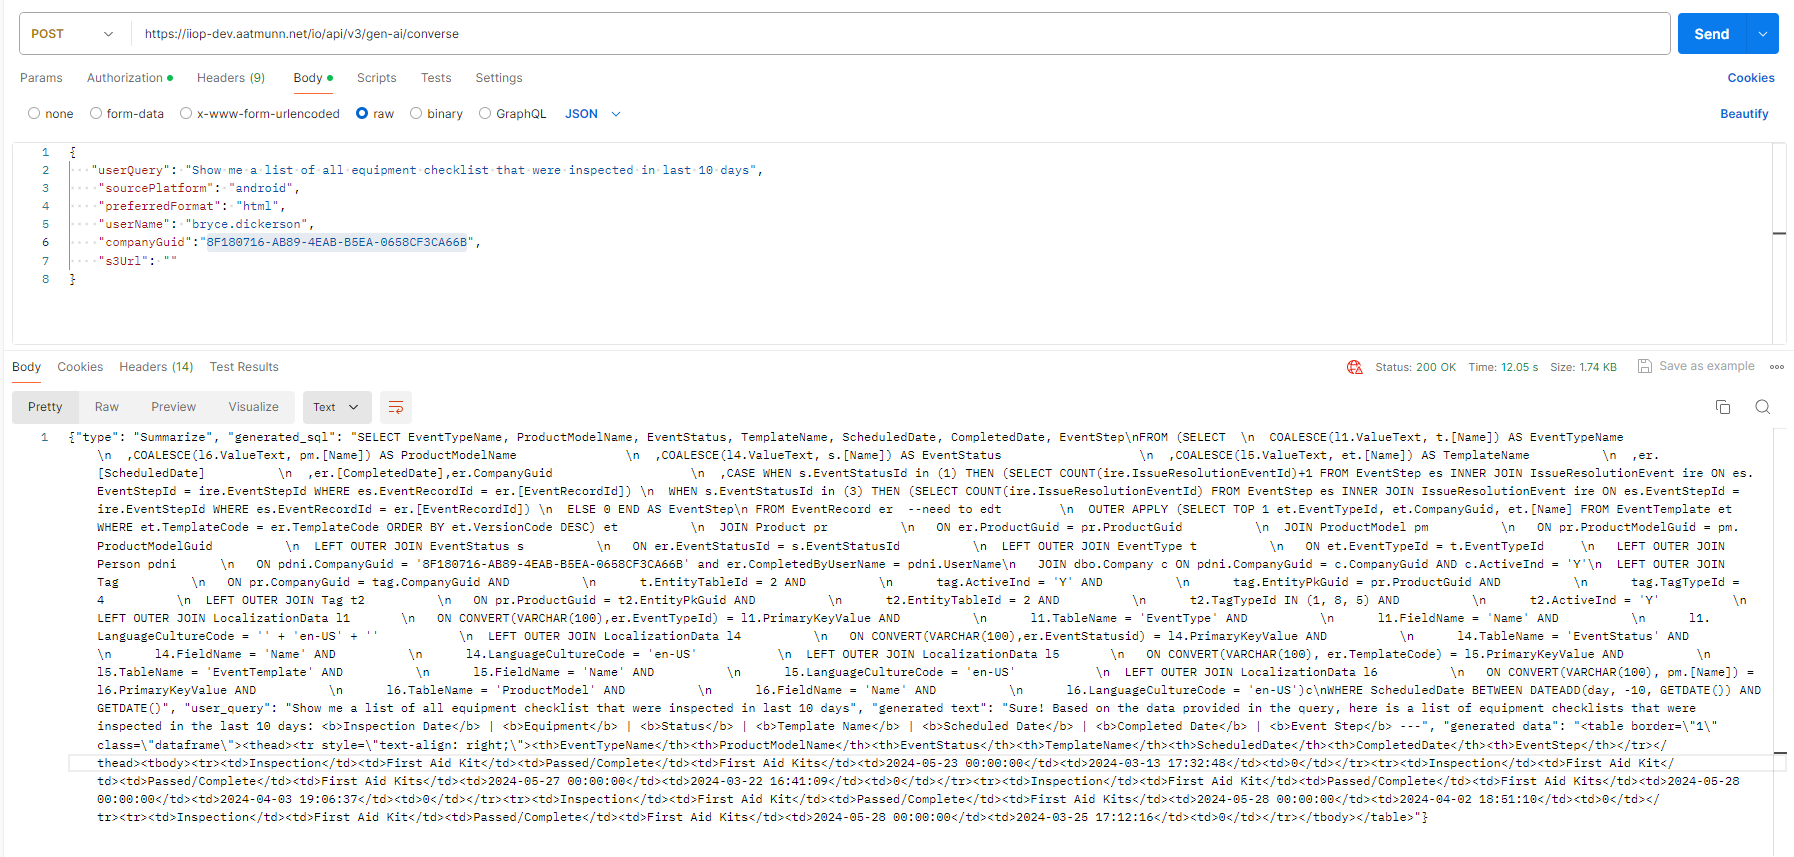 POST https://iiop-dev.aatmunn.net/io/api/v3/gen-ai/converse Send
Params Authorization Headers (9) Body Scripts Tests Settings Cookies
none form-data x-www-form-urlencoded raw binary GraphQL JSON Beautify
1 {
2 ····"userQuery":·"Show·me·a·list·of·all·equipment·checklist·that·were·inspected·in·last·10·days",
3 ····"sourcePlatform":·"android",
4 ····"preferredFormat":·"html",
5 ····"userName":·"bryce.dickerson",
6 ····"companyGuid":"8F180716-AB89-4EAB-B5EA-0658CF3CA66B",
7 ····"s3Url":·""
8 }
Body Cookies Headers (14) Test Results Status: 200 OK Time: 12.05 s Size: 1.74 KB Save as example
Pretty Raw Preview Visualize Text
1 {"type": "Summarize", "generated_sql": "SELECT EventTypeName, ProductModelName, EventStatus, TemplateName, ScheduledDate, CompletedDate, EventStep\nFROM (SELECT \n COALESCE(l1.ValueText, t.[Name]) AS EventTypeName
\n ,COALESCE(l6.ValueText, pm.[Name]) AS ProductModelName \n ,COALESCE(l4.ValueText, s.[Name]) AS EventStatus \n ,COALESCE(l5.ValueText, et.[Name]) AS TemplateName \n ,er.
[ScheduledDate] \n ,er.[CompletedDate],er.CompanyGuid \n ,CASE WHEN s.EventStatusId in (1) THEN (SELECT COUNT(ire.IssueResolutionEventId)+1 FROM EventStep es INNER JOIN IssueResolutionEvent ire ON es.
EventStepId = ire.EventStepId WHERE es.EventRecordId = er.[EventRecordId]) \n WHEN s.EventStatusId in (3) THEN (SELECT COUNT(ire.IssueResolutionEventId) FROM EventStep es INNER JOIN IssueResolutionEvent ire ON es.EventStepId =
ire.EventStepId WHERE es.EventRecordId = er.[EventRecordId]) \n ELSE 0 END AS EventStep\n FROM EventRecord er --need to edt \n OUTER APPLY (SELECT TOP 1 et.EventTypeId, et.CompanyGuid, et.[Name] FROM EventTemplate et
WHERE et.TemplateCode = er.TemplateCode ORDER BY et.VersionCode DESC) et \n JOIN Product pr \n ON er.ProductGuid = pr.ProductGuid \n JOIN ProductModel pm \n ON pr.ProductModelGuid = pm.
ProductModelGuid \n LEFT OUTER JOIN EventStatus s \n ON er.EventStatusId = s.EventStatusId \n LEFT OUTER JOIN EventType t \n ON et.EventTypeId = t.EventTypeId \n LEFT OUTER JOIN
Person pdni \n ON pdni.CompanyGuid = '8F180716-AB89-4EAB-B5EA-0658CF3CA66B' and er.CompletedByUserName = pdni.UserName\n JOIN dbo.Company c ON pdni.CompanyGuid = c.CompanyGuid AND c.ActiveInd = 'Y'\n LEFT OUTER JOIN
Tag \n ON pr.CompanyGuid = tag.CompanyGuid AND \n t.EntityTableId = 2 AND \n tag.ActiveInd = 'Y' AND \n tag.EntityPkGuid = pr.ProductGuid AND \n tag.TagTypeId =
4 \n LEFT OUTER JOIN Tag t2 \n ON pr.ProductGuid = t2.EntityPkGuid AND \n t2.EntityTableId = 2 AND \n t2.TagTypeId IN (1, 8, 5) AND \n t2.ActiveInd = 'Y' \n
LEFT OUTER JOIN LocalizationData l1 \n ON CONVERT(VARCHAR(100),er.EventTypeId) = l1.PrimaryKeyValue AND \n l1.TableName = 'EventType' AND \n l1.FieldName = 'Name' AND \n l1.
LanguageCultureCode = '' + 'en-US' + '' \n LEFT OUTER JOIN LocalizationData l4 \n ON CONVERT(VARCHAR(100),er.EventStatusid) = l4.PrimaryKeyValue AND \n l4.TableName = 'EventStatus' AND
\n l4.FieldName = 'Name' AND \n l4.LanguageCultureCode = 'en-US' \n LEFT OUTER JOIN LocalizationData l5 \n ON CONVERT(VARCHAR(100), er.TemplateCode) = l5.PrimaryKeyValue AND \n
l5.TableName = 'EventTemplate' AND \n l5.FieldName = 'Name' AND \n l5.LanguageCultureCode = 'en-US' \n LEFT OUTER JOIN LocalizationData l6 \n ON CONVERT(VARCHAR(100), pm.[Name]) =
l6.PrimaryKeyValue AND \n l6.TableName = 'ProductModel' AND \n l6.FieldName = 'Name' AND \n l6.LanguageCultureCode = 'en-US')c\nWHERE ScheduledDate BETWEEN DATEADD(day, -10, GETDATE()) AND
GETDATE()", "user_query": "Show me a list of all equipment checklist that were inspected in last 10 days", "generated text": "Sure! Based on the data provided in the query, here is a list of equipment checklists that were
inspected in the last 10 days: <b>Inspection Date</b> | <b>Equipment</b> | <b>Status</b> | <b>Template Name</b> | <b>Scheduled Date</b> | <b>Completed Date</b> | <b>Event Step</b> ---", "generated data": "<table border=\"1\"
class=\"dataframe\"><thead><tr style=\"text-align: right;\"><th>EventTypeName</th><th>ProductModelName</th><th>EventStatus</th><th>TemplateName</th><th>ScheduledDate</th><th>CompletedDate</th><th>EventStep</th></tr></
thead><tbody><tr><td>Inspection</td><td>First Aid Kit</td><td>Passed/Complete</td><td>First Aid Kits</td><td>2024-05-23 00:00:00</td><td>2024-03-13 17:32:48</td><td>0</td></tr><tr><td>Inspection</td><td>First Aid Kit</
td><td>Passed/Complete</td><td>First Aid Kits</td><td>2024-05-27 00:00:00</td><td>2024-03-22 16:41:09</td><td>0</td></tr><tr><td>Inspection</td><td>First Aid Kit</td><td>Passed/Complete</td><td>First Aid Kits</td><td>2024-05-28
00:00:00</td><td>2024-04-03 19:06:37</td><td>0</td></tr><tr><td>Inspection</td><td>First Aid Kit</td><td>Passed/Complete</td><td>First Aid Kits</td><td>2024-05-28 00:00:00</td><td>2024-04-02 18:51:10</td><td>0</td></
tr><tr><td>Inspection</td><td>First Aid Kit</td><td>Passed/Complete</td><td>First Aid Kits</td><td>2024-05-28 00:00:00</td><td>2024-03-25 17:12:16</td><td>0</td></tr></tbody></table>"}